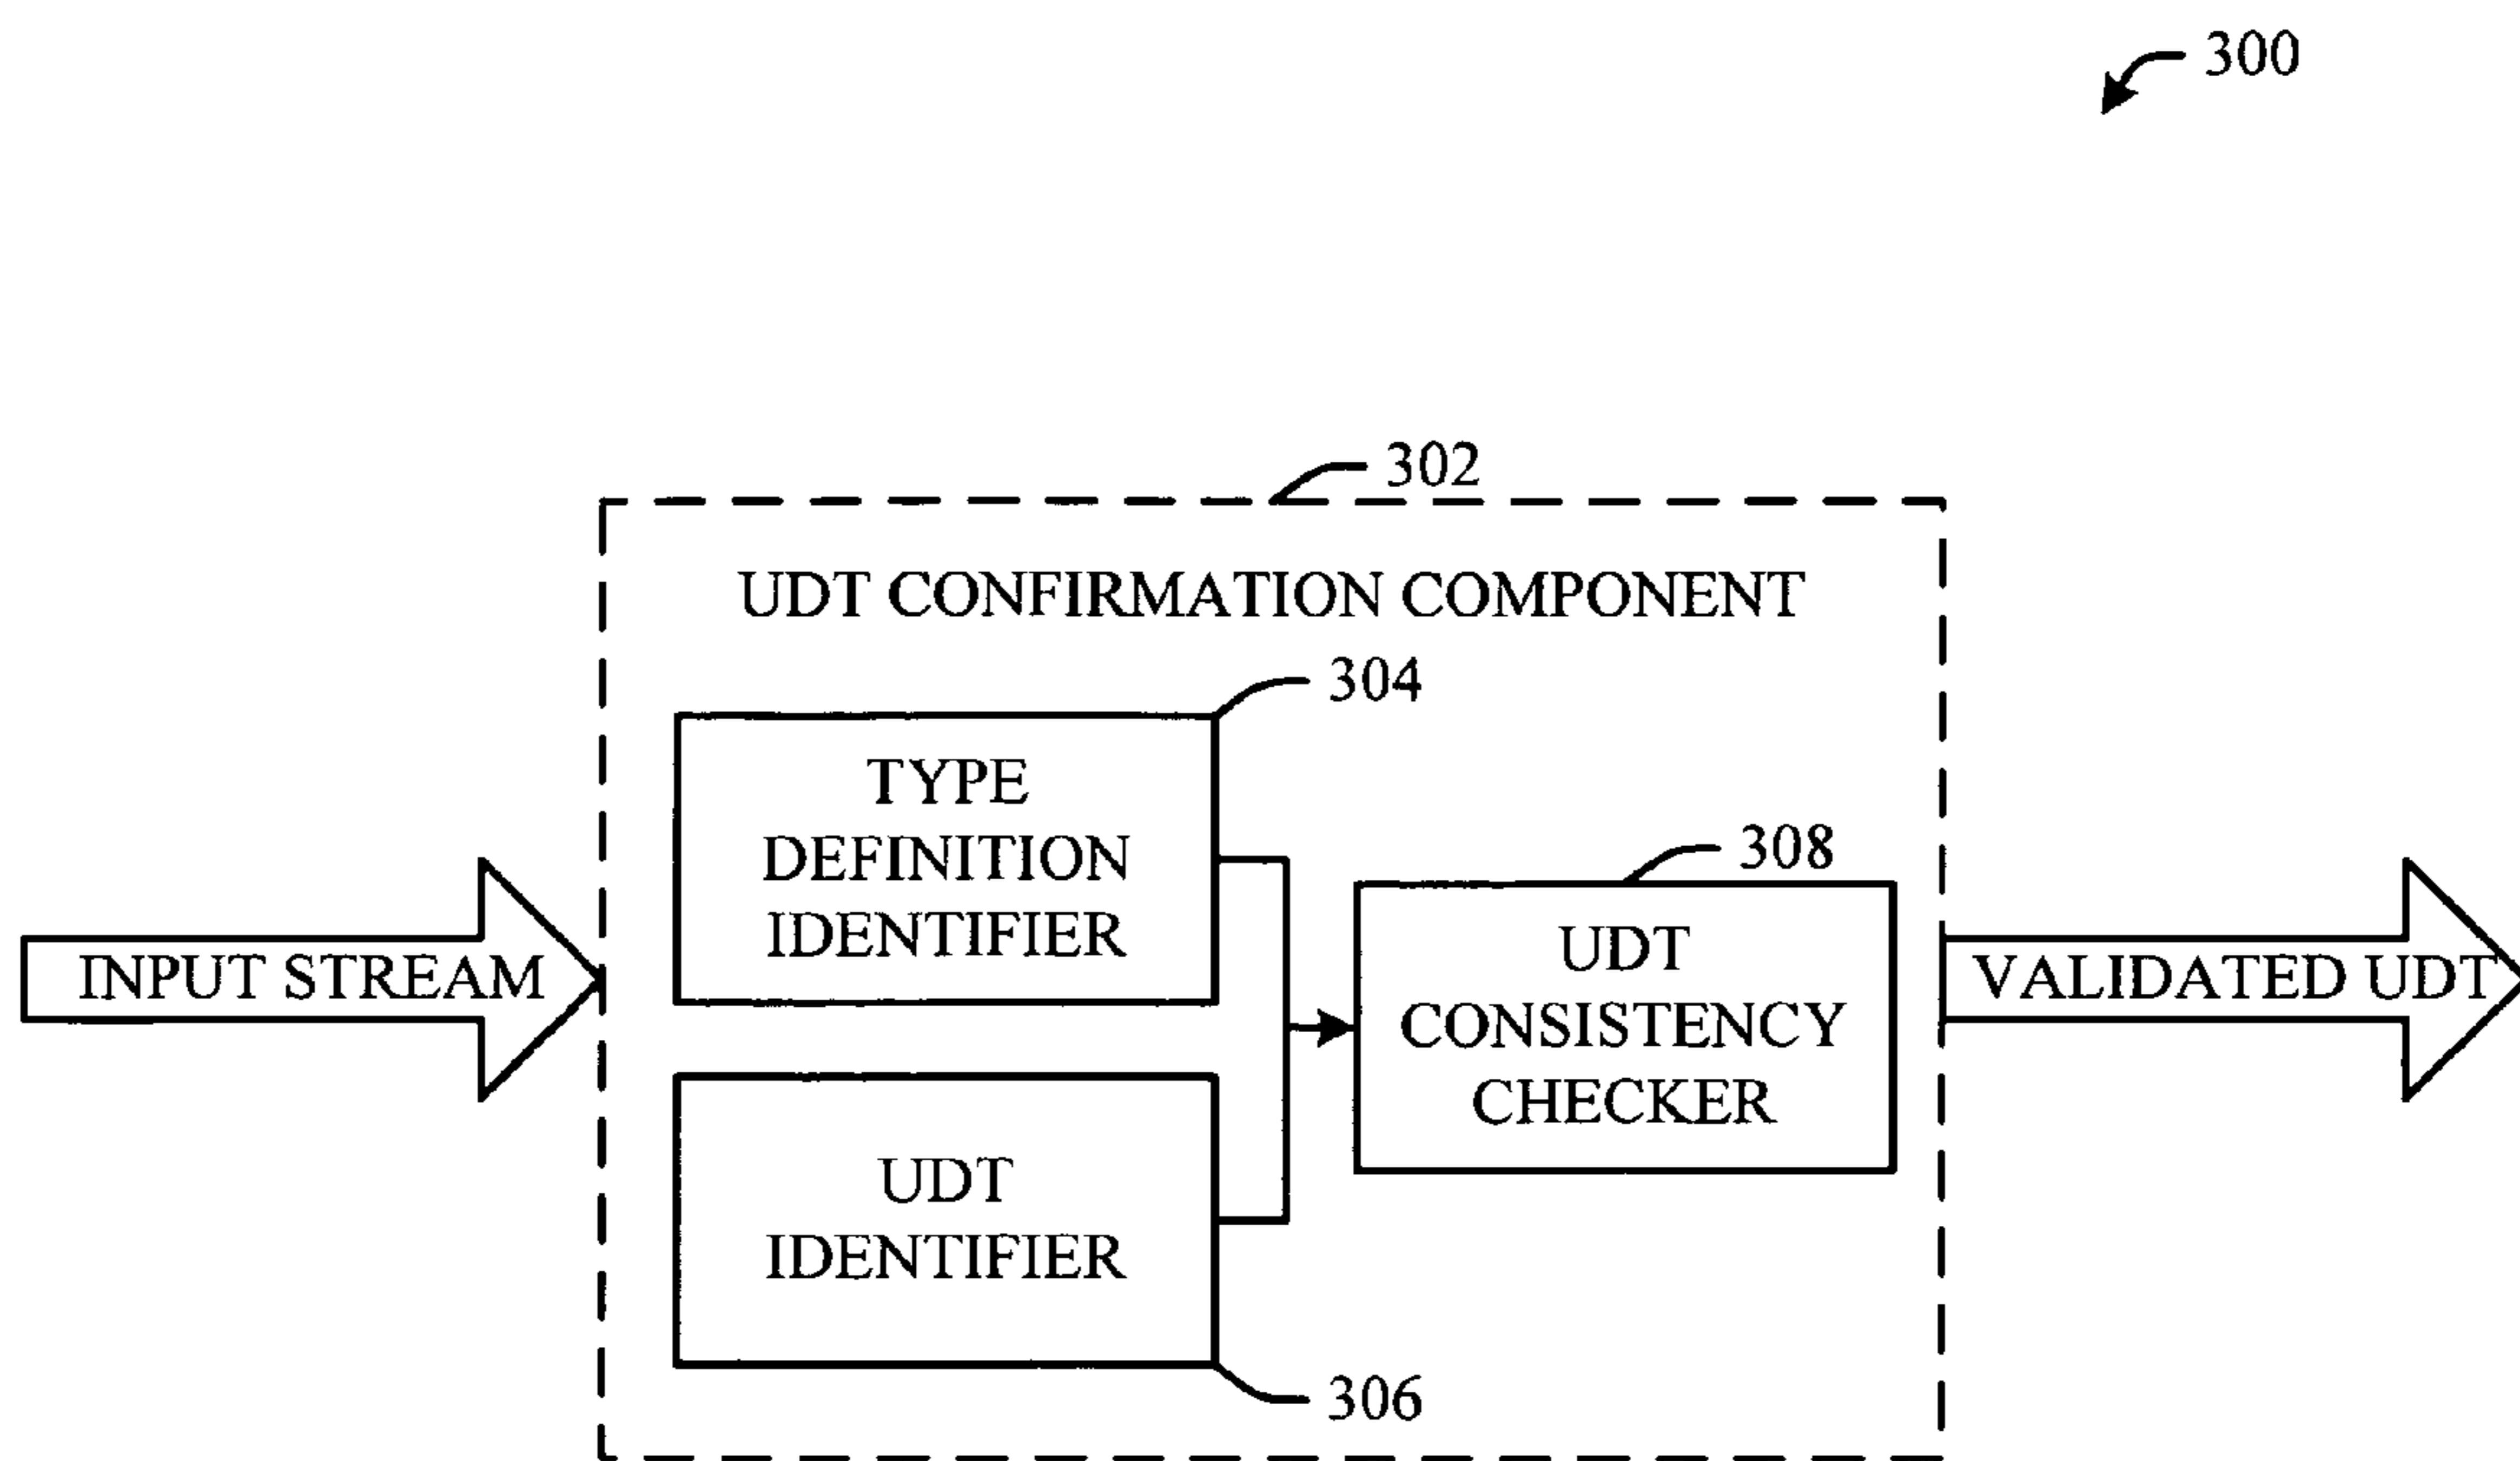 300
302
UDT CONFIRMATION COMPONENT
304
TYPE
DEFINITION
IDENTIFIER
308
INPUT STREAM
UDT
CONSISTENCY
CHECKER
VALIDATED UDT
UDT
IDENTIFIER
306